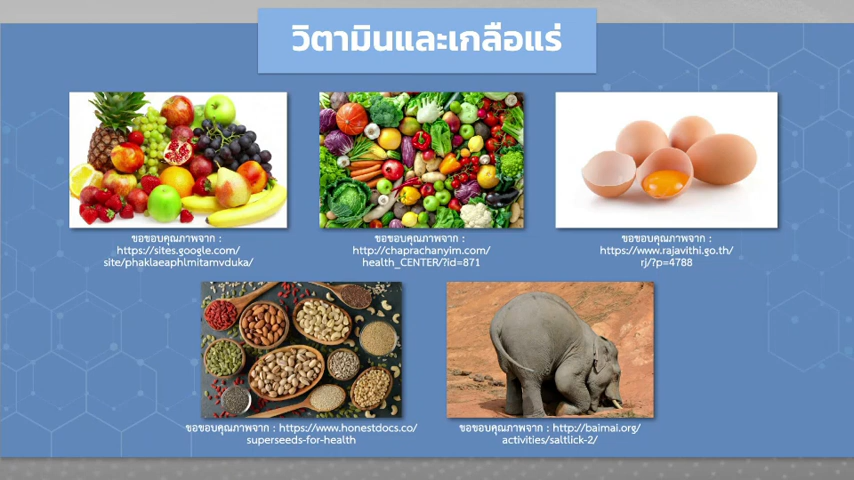 วิตามินและเกลือแร่
ขอขอบคุณภาพจาก :
https://sites.google.com/
site/phaklaeaphlmitamvduka/
ขอขอบคุณภาพจาก :
http://chaprachanyim.com/
health_CENTER/?id=871
ขอขอบคุณภาพจาก :
https://www.rajavithi.go.th/
rj/?p=4788
ขอขอบคุณภาพจาก : https://www.honestdocs.co/
superseeds-for-health
ขอขอบคุณภาพจาก : http://baimai.org/
activities/saltlick-2/